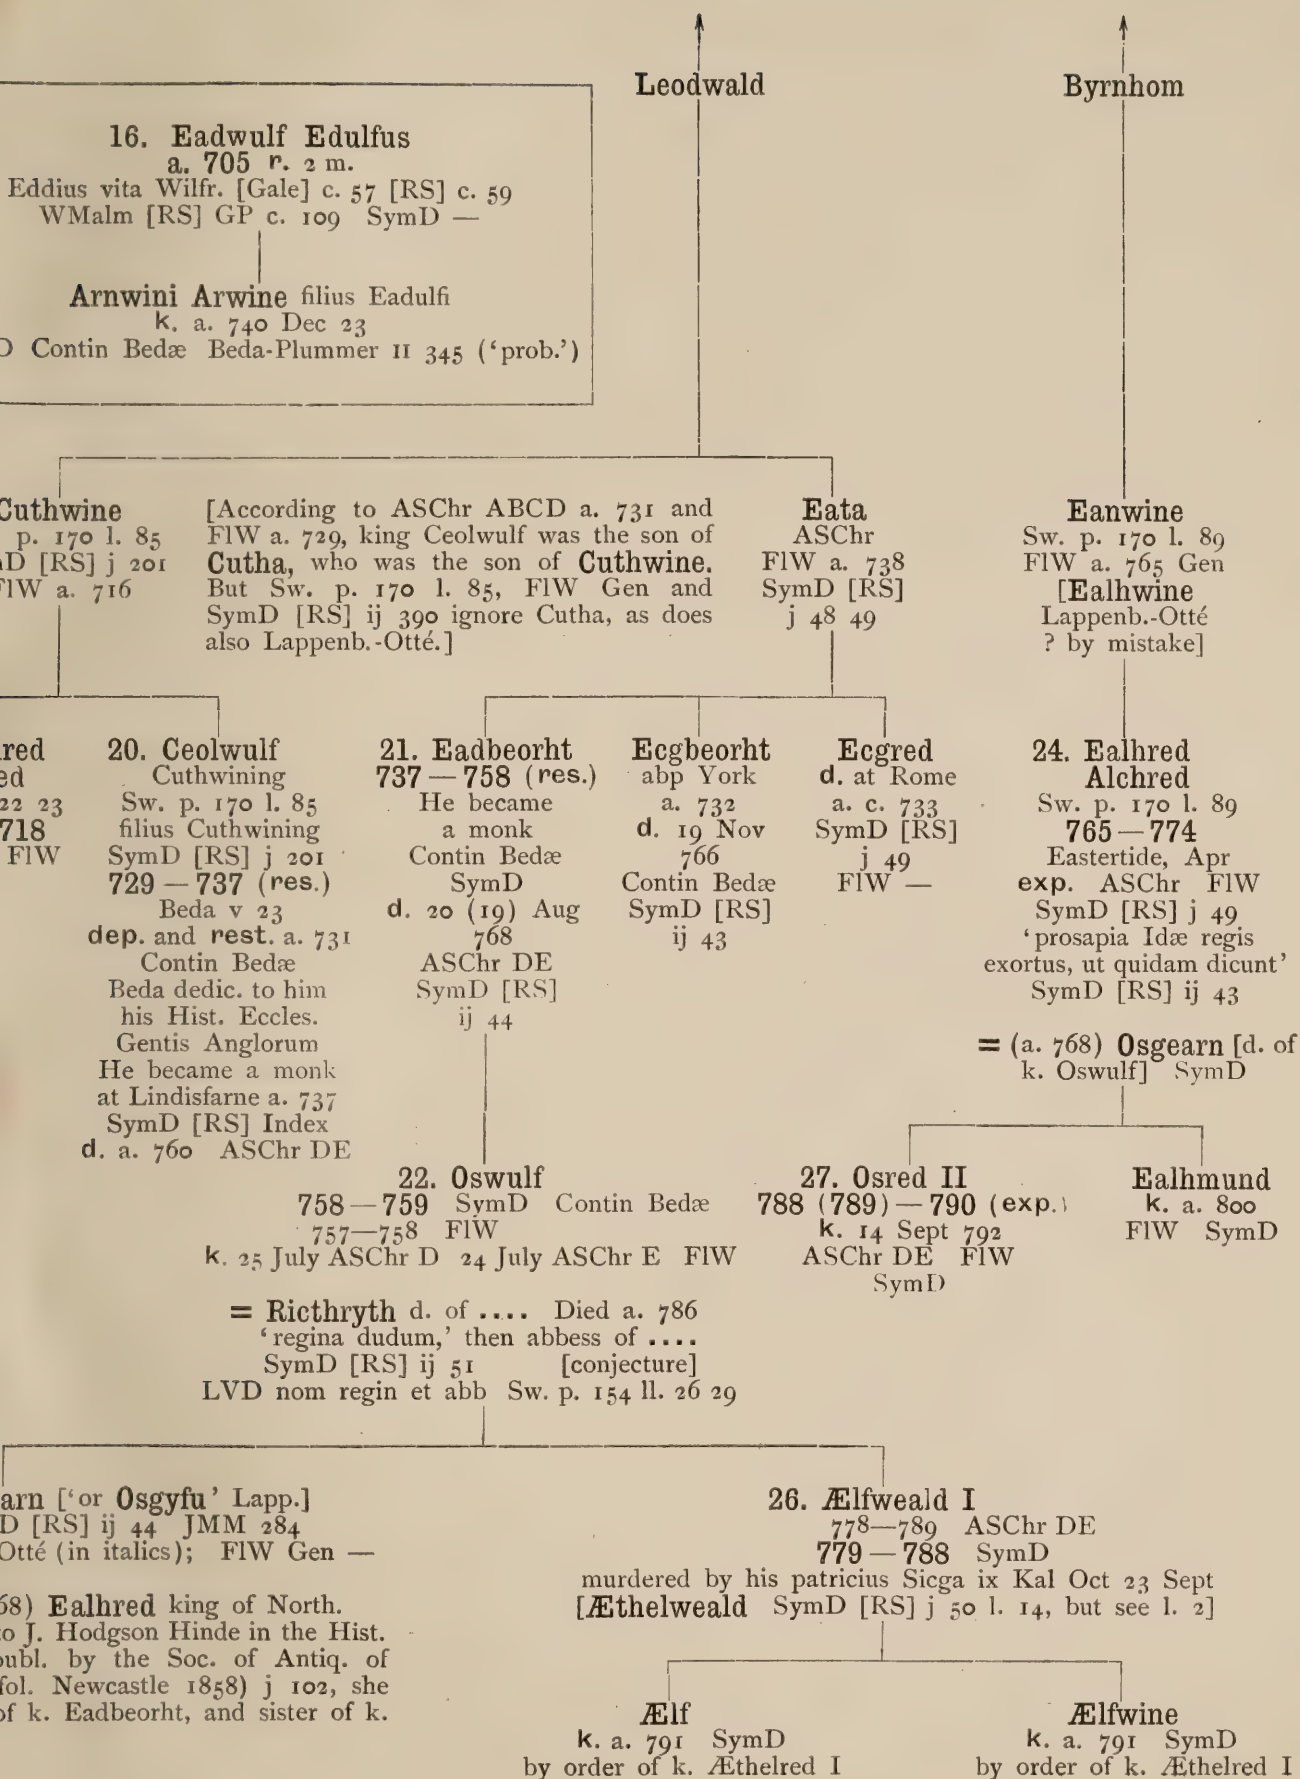 Leodwald
Byrnhom
16. Eadwulf Edulfus
a. 705 r. 2 m.
Eddius vita Wilfr. [Gale] c. 57 [RS] c. 59
WMalm [RS] GP c. 109 SymD —
Arnwini Arwine filius Eadulfi
k. a. 740 Dec 23
D Contin Bedæ Beda-Plummer II 345 (‘prob.’)
Cuthwine
p. 170 l. 85
D [RS] j 201
FlW a. 716
[According to ASChr ABCD a. 731 and
FlW a. 729, king Ceolwulf was the son of
Cutha, who was the son of Cuthwine.
But Sw. p. 170 l. 85, FlW Gen and
SymD [RS] ij 390 ignore Cutha, as does
also Lappenb.-Otté.]
Eata
ASChr
FlW a. 738
SymD [RS]
j 48 49
Eanwine
Sw. p. 170 l. 89
FlW a. 765 Gen
[Ealhwine
Lappenb.-Otté
? by mistake]
red
ed
22 23
718
FlW
20. Ceolwulf
Cuthwining
Sw. p. 170 l. 85
filius Cuthwining
SymD [RS] j 201
729 — 737 (res.)
Beda v 23
dep. and rest. a. 731
Contin Bedæ
Beda dedic. to him
his Hist. Eccles.
Gentis Anglorum
He became a monk
at Lindisfarne a. 737
SymD [RS] Index
d. a. 760 ASChr DE
21. Eadbeorht
737 — 758 (res.)
He became
a monk
Contin Bedæ
SymD
d. 20 (19) Aug
768
ASChr DE
SymD [RS]
ij 44
Ecgbeorht
abp York
a. 732
d. 19 Nov
766
Contin Bedæ
SymD [RS]
ij 43
Ecgred
d. at Rome
a. c. 733
SymD [RS]
j 49
FlW —
24. Ealhred
Alchred
Sw. p. 170 l. 89
765 — 774
Eastertide, Apr
exp. ASChr FlW
SymD [RS] j 49
‘prosapia Idæ regis
exortus, ut quidam dicunt’
SymD [RS] ij 43
= (a. 768) Osgearn [d. of
k. Oswulf] SymD
22. Oswulf
758 — 759 SymD Contin Bedæ
757—758 FlW
k. 25 July ASChr D 24 July ASChr E FlW
27. Osred II
788 (789) — 790 (exp.)
k. 14 Sept 792
ASChr DE FlW
SymD
Ealhmund
k. a. 800
FlW SymD
= Ricthryth d. of .... Died a. 786
‘regina dudum,’ then abbess of ....
SymD [RS] ij 51 [conjecture]
LVD nom regin et abb Sw. p. 154 ll. 26 29
arn [‘or Osgyfu’ Lapp.]
D [RS] ij 44 JMM 284
Otté (in italics); FlW Gen —
68) Ealhred king of North.
to J. Hodgson Hinde in the Hist.
publ. by the Soc. of Antiq. of
fol. Newcastle 1858) j 102, she
of k. Eadbeorht, and sister of k.
26. Ælfweald I
778—789 ASChr DE
779 — 788 SymD
murdered by his patricius Sicga ix Kal Oct 23 Sept
[Æthelweald SymD [RS] j 50 l. 14, but see l. 2]
Ælf
k. a. 791 SymD
by order of k. Æthelred I
Ælfwine
k. a. 791 SymD
by order of k. Æthelred I